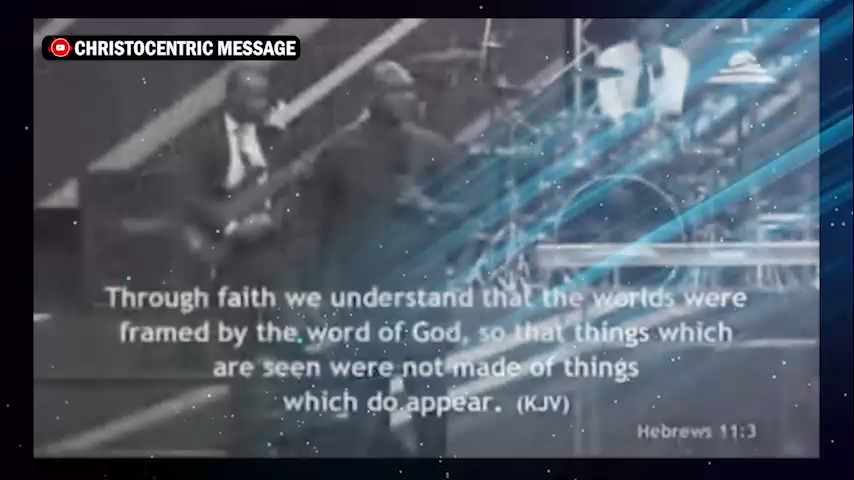 CHRISTOCENTRIC MESSAGE
Through faith we understand that the worlds were
framed by the word of God, so that things which
are seen were not made of things
which do appear. (KJV)
Hebrews 11:3